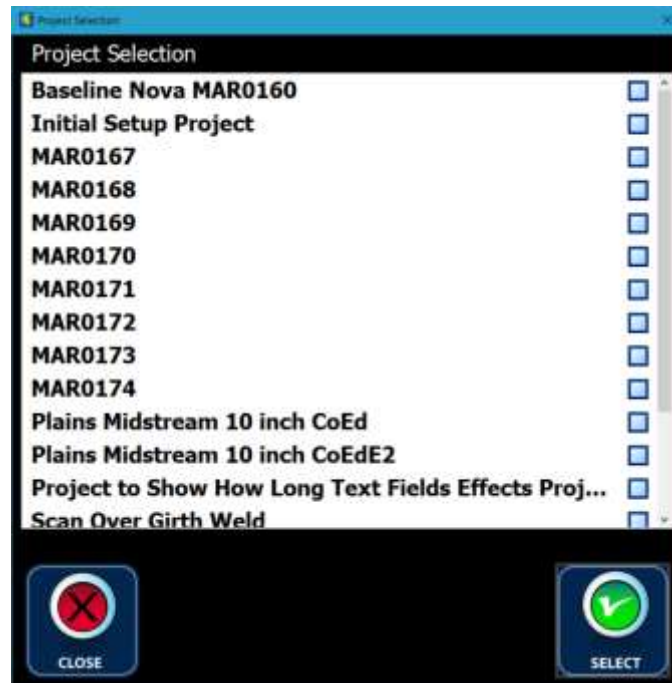 Project Selection
Project Selection
Baseline Nova MAR0160
Initial Setup Project
MAR0167
MAR0168
MAR0169
MAR0170
MAR0171
MAR0172
MAR0173
MAR0174
Plains Midstream 10 inch CoEd
Plains Midstream 10 inch CoEdE2
Project to Show How Long Text Fields Effects Proj...
Scan Over Girth Weld
CLOSE
SELECT